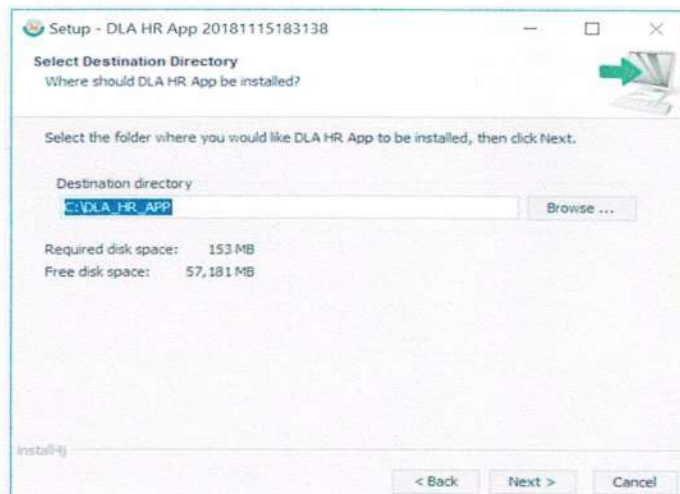 Setup - DLA HR App 20181115183138
Select Destination Directory
Where should DLA HR App be installed?
Select the folder where you would like DLA HR App to be installed, then click Next.
Destination directory
C:\DLA_HR_APP
Browse ...
Required disk space: 153 MB
Free disk space: 57,181 MB
install4j
< Back
Next >
Cancel